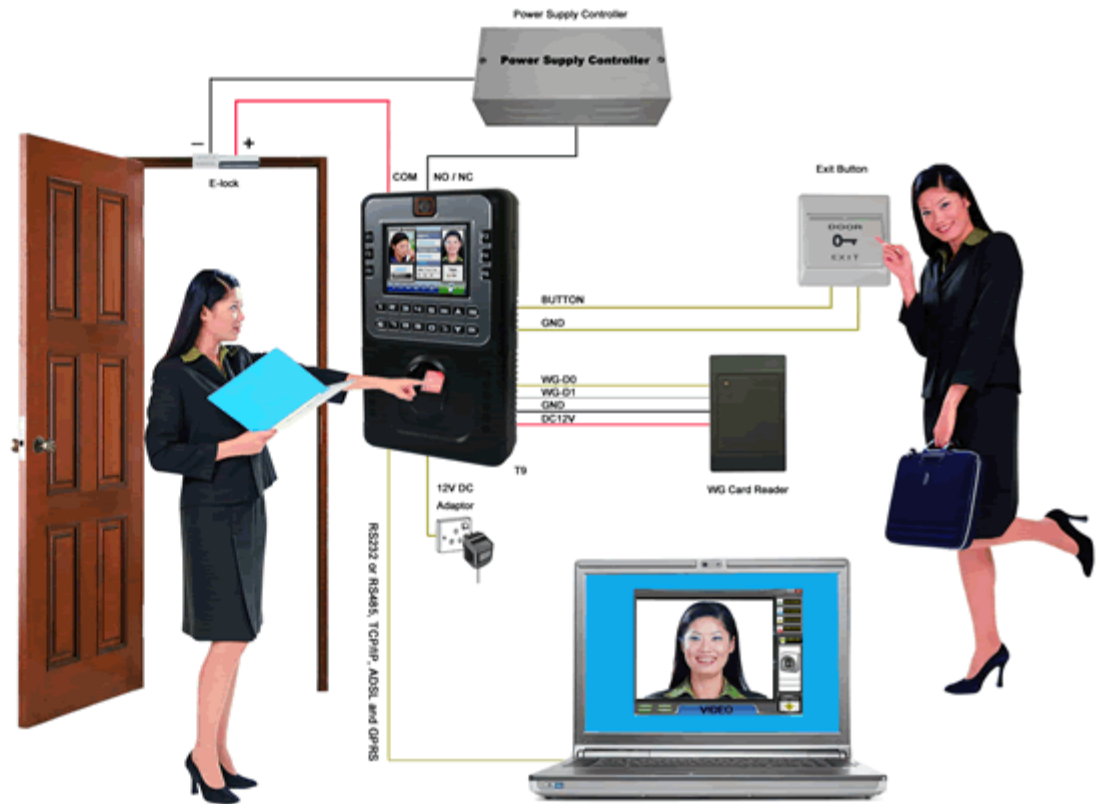 Power Supply Controller
Power Supply Controller
– +
E-lock
COM NO / NC
Exit Button
DOOR
EXIT
BUTTON
GND
WG-D0
WG-D1
GND
DC12V
T9
WG Card Reader
12V DC
Adaptor
RS232 or RS485, TCP/IP, ADSL and GPRS
VIDEO